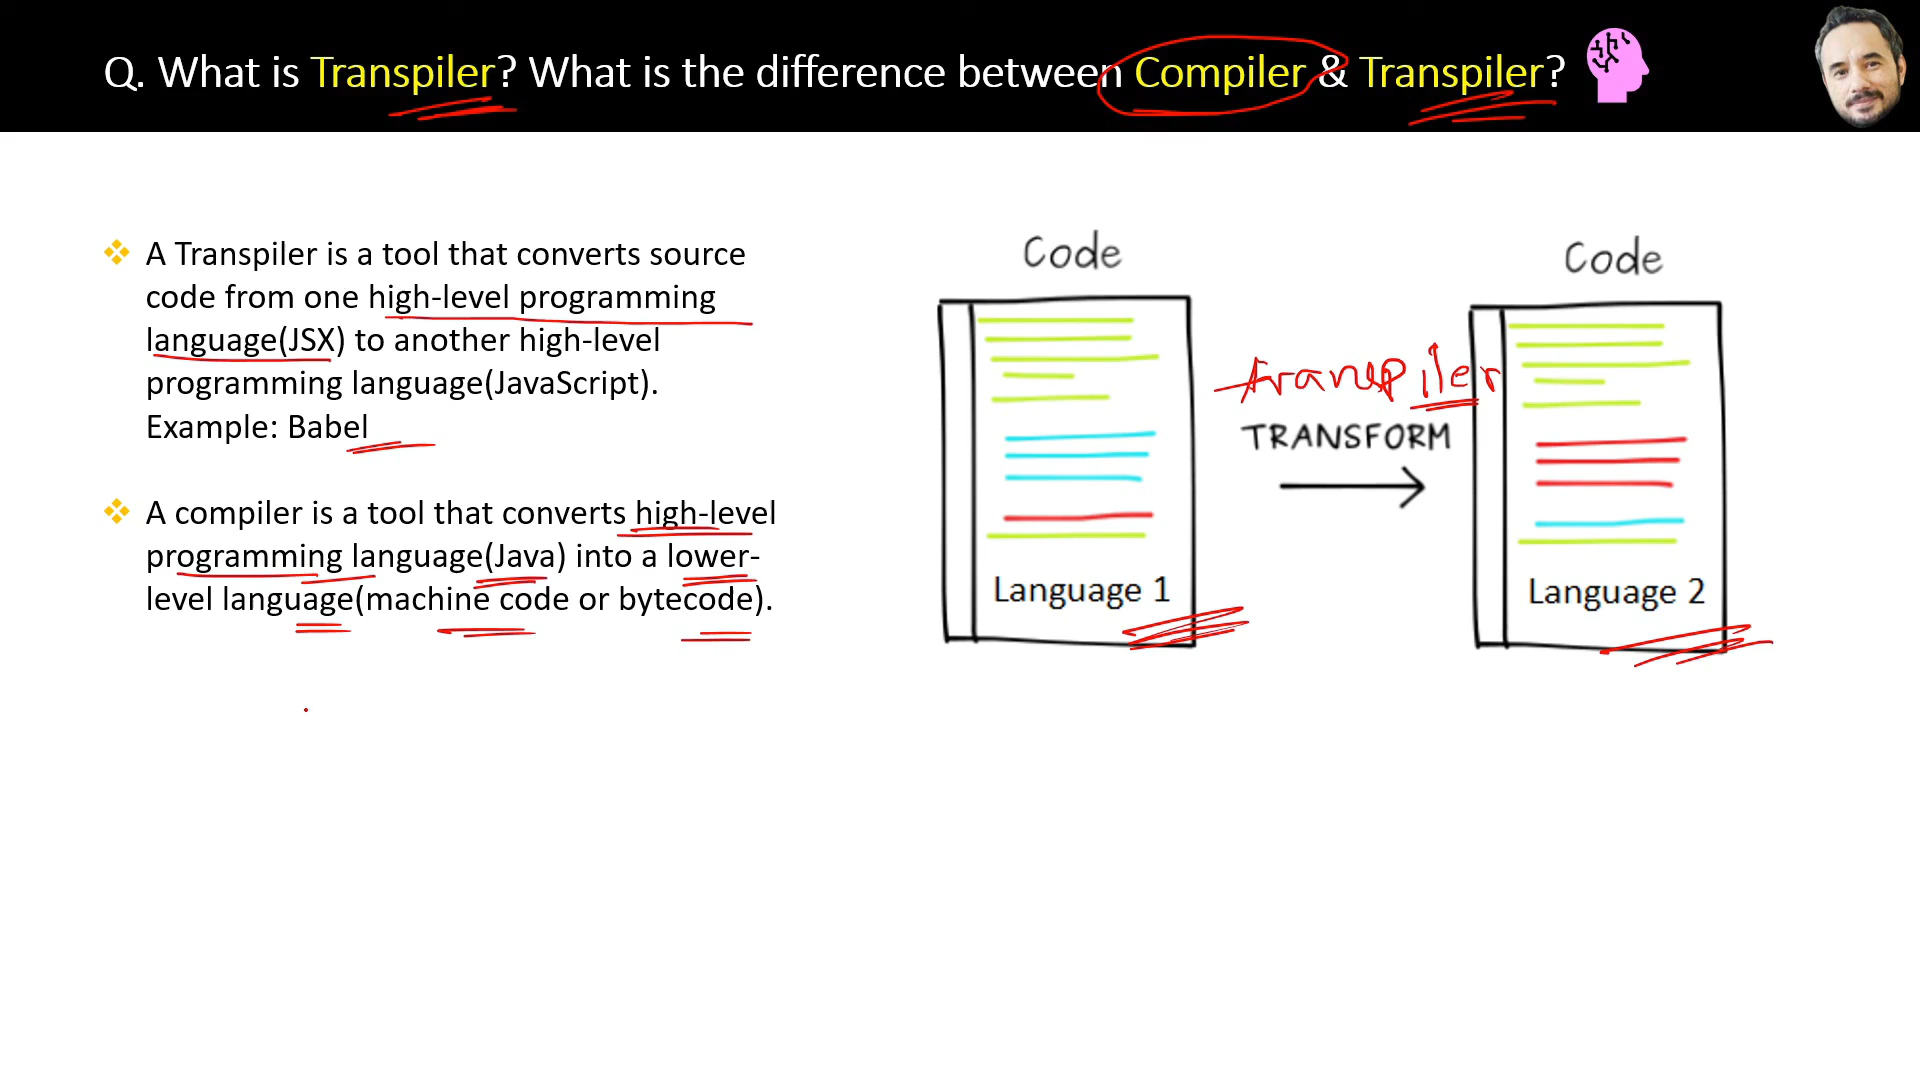 Q. What is Transpiler? What is the difference between Compiler & Transpiler?
A Transpiler is a tool that converts source
code from one high-level programming
language(JSX) to another high-level
programming language(JavaScript).
Example: Babel
A compiler is a tool that converts high-level
programming language(Java) into a lower-
level language(machine code or bytecode).
Code
Language 1
transpiler
TRANSFORM
Code
Language 2